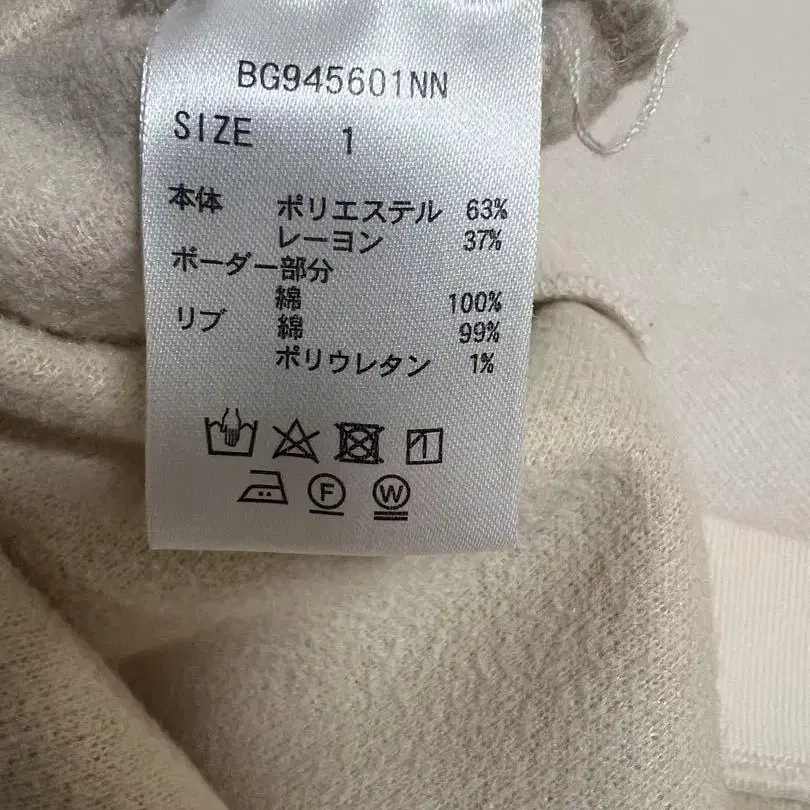 BG945601NN
SIZE 1
本体 ポリエステル 63%
レーヨン 37%
ボーダー部分
綿 100%
リブ 綿 99%
ポリウレタン 1%
F W